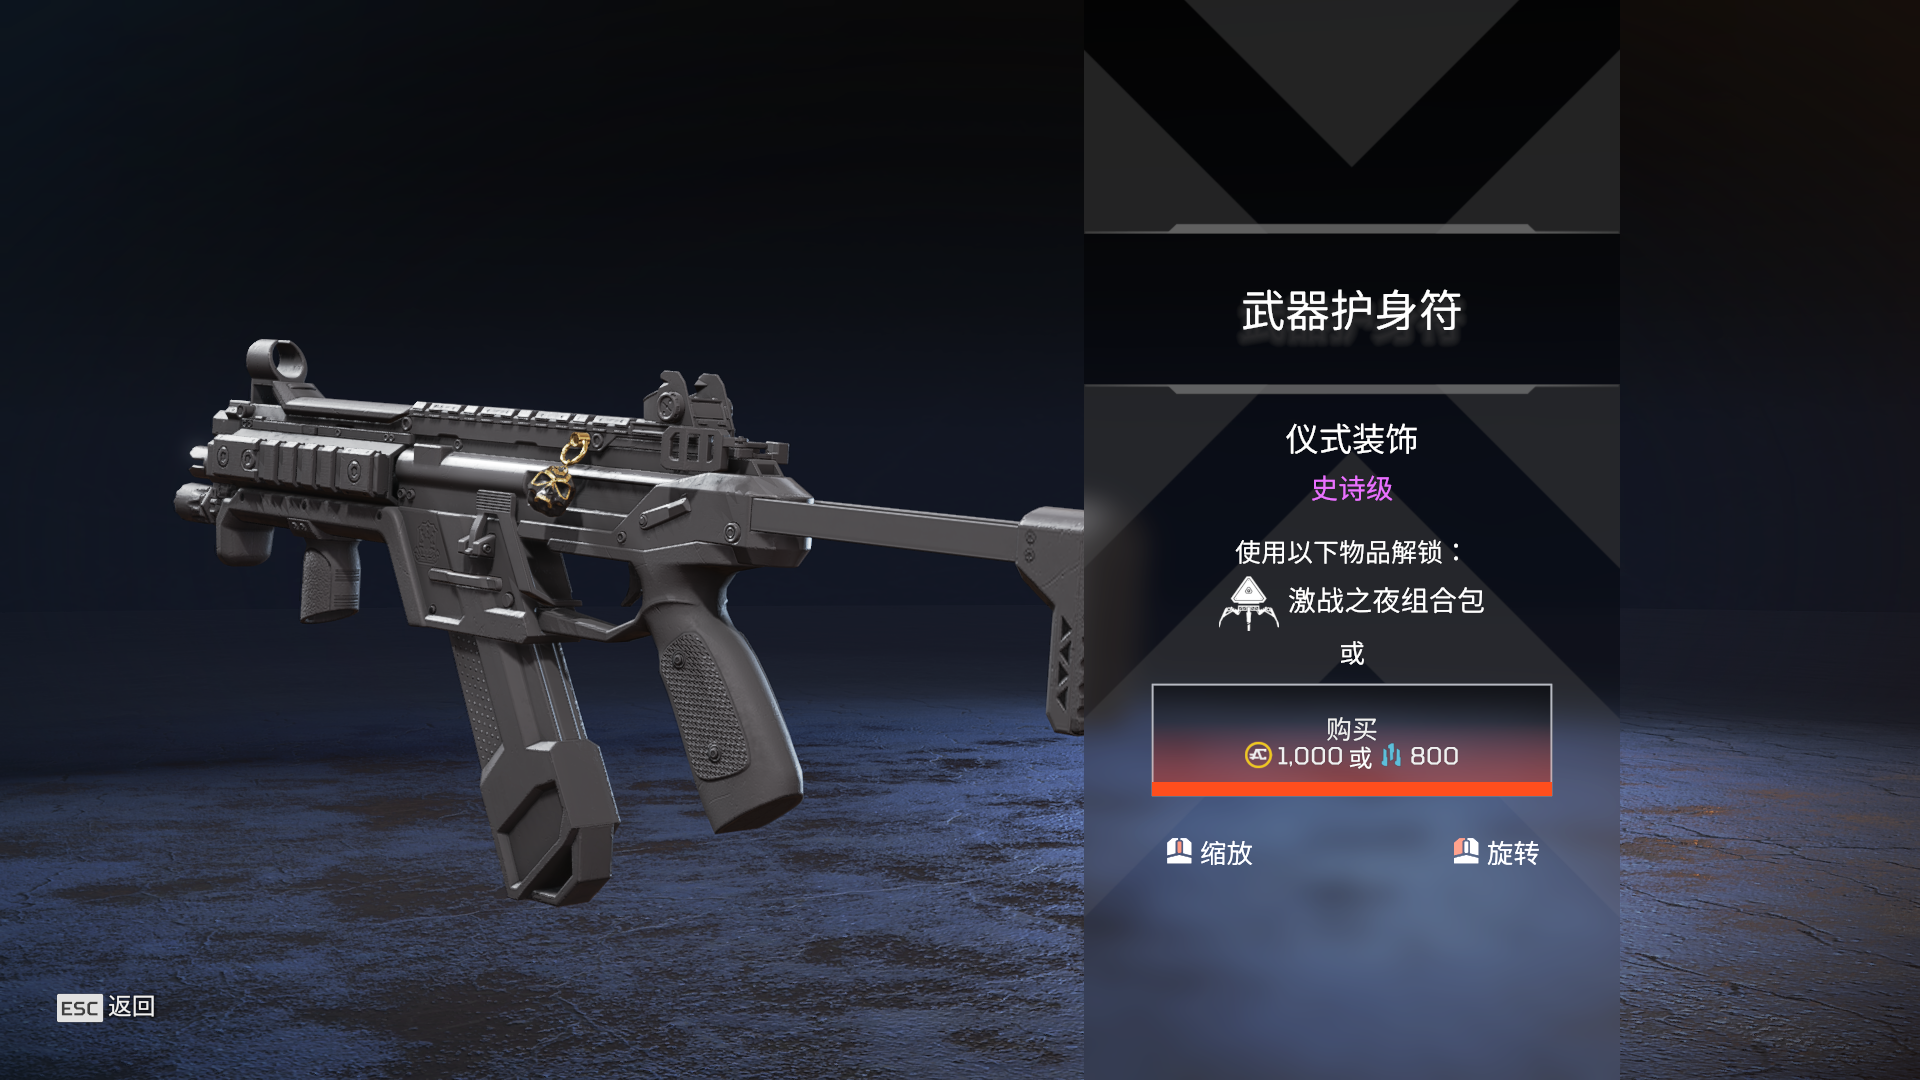 武器护身符
仪式装饰
史诗级
使用以下物品解锁：
激战之夜组合包
或
购买
1,000 或 800
缩放 旋转
ESC 返回